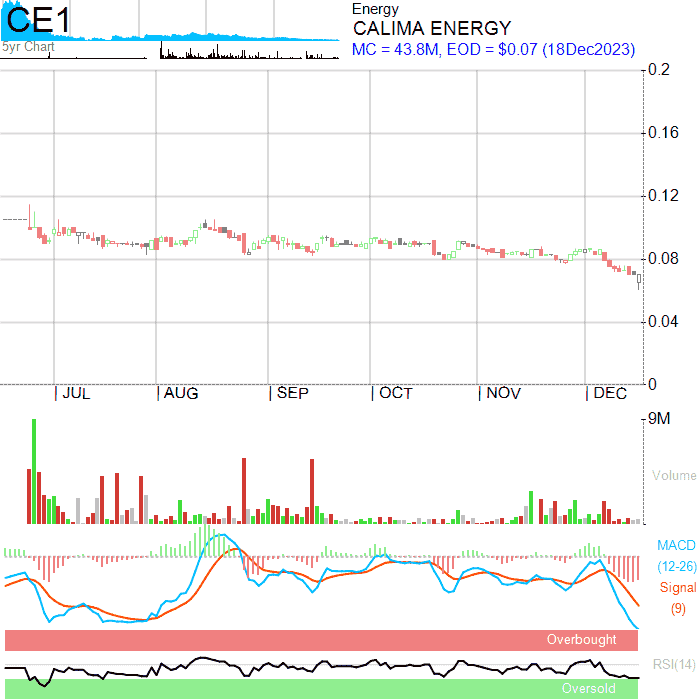 CE1
5yr Chart
Energy
CALIMA ENERGY
MC = 43.8M, EOD = $0.07 (18Dec2023)
0.2
0.16
0.12
0.08
0.04
0
JUL AUG SEP OCT NOV DEC
9M
Volume
MACD
(12-26)
Signal
(9)
Overbought
RSI(14)
Oversold